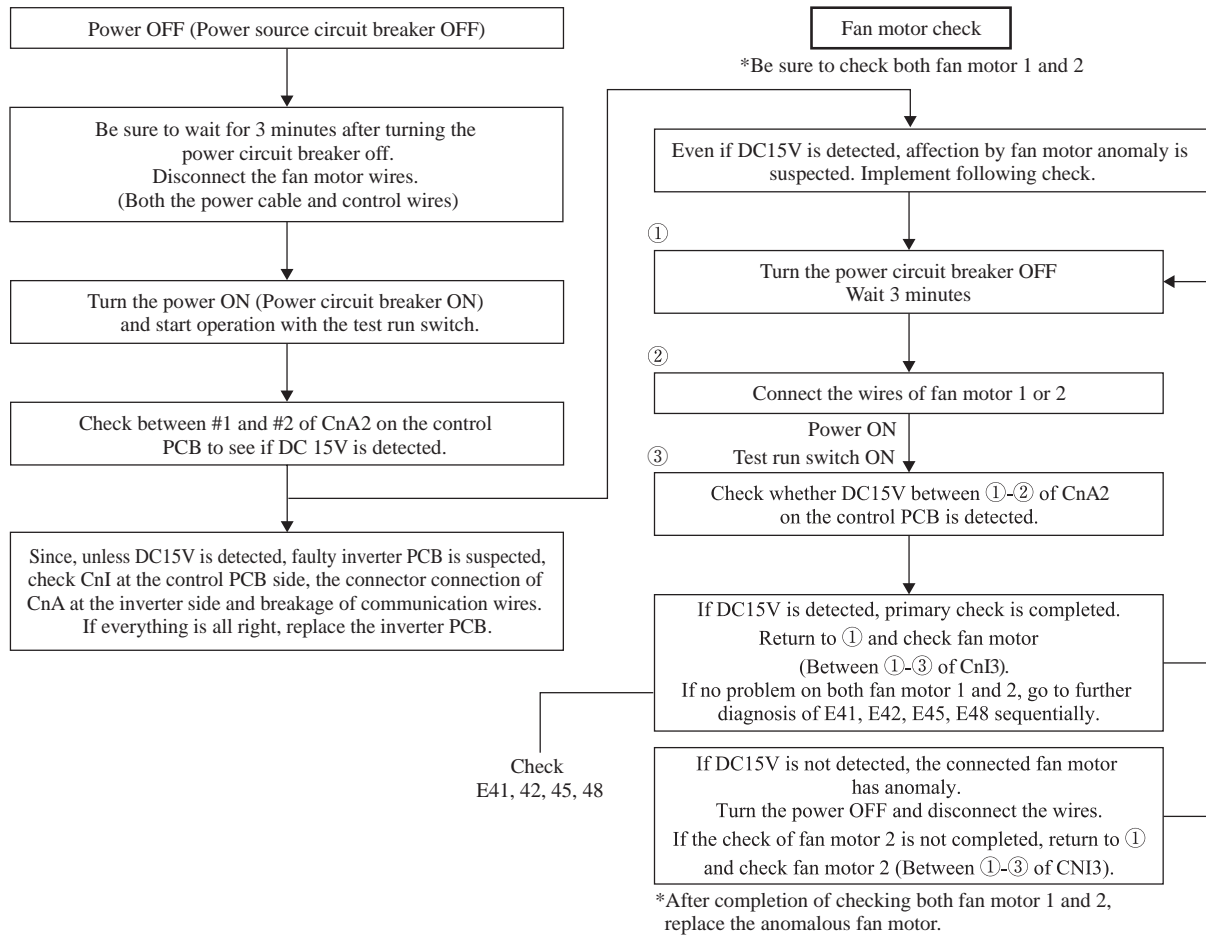 Power OFF (Power source circuit breaker OFF)
Be sure to wait for 3 minutes after turning the
power circuit breaker off.
Disconnect the fan motor wires.
(Both the power cable and control wires)
Turn the power ON (Power circuit breaker ON)
and start operation with the test run switch.
Check between #1 and #2 of CnA2 on the control
PCB to see if DC 15V is detected.
Since, unless DC15V is detected, faulty inverter PCB is suspected,
check CnI at the control PCB side, the connector connection of
CnA at the inverter side and breakage of communication wires.
If everything is all right, replace the inverter PCB.
Fan motor check
*Be sure to check both fan motor 1 and 2
Even if DC15V is detected, affection by fan motor anomaly is
suspected. Implement following check.
①
Turn the power circuit breaker OFF
Wait 3 minutes
②
Connect the wires of fan motor 1 or 2
Power ON
③ Test run switch ON
Check whether DC15V between ①-② of CnA2
on the control PCB is detected.
If DC15V is detected, primary check is completed.
Return to ① and check fan motor
(Between ①-③ of CnI3).
If no problem on both fan motor 1 and 2, go to further
diagnosis of E41, E42, E45, E48 sequentially.
Check
E41, 42, 45, 48
If DC15V is not detected, the connected fan motor
has anomaly.
Turn the power OFF and disconnect the wires.
If the check of fan motor 2 is not completed, return to ①
and check fan motor 2 (Between ①-③ of CNI3).
*After completion of checking both fan motor 1 and 2,
replace the anomalous fan motor.